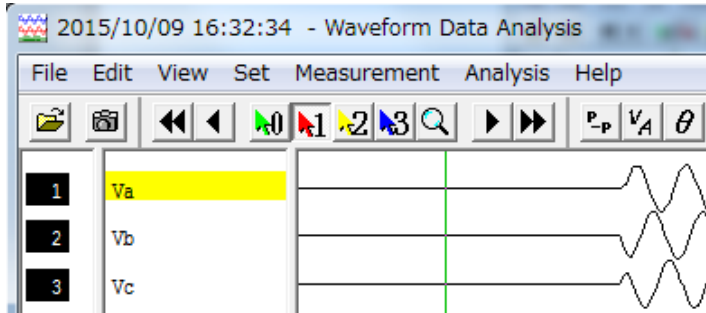 2015/10/09 16:32:34 - Waveform Data Analysis
File Edit View Set Measurement Analysis Help
0 1 2 3 P-P V/A θ
1 Va
2 Vb
3 Vc